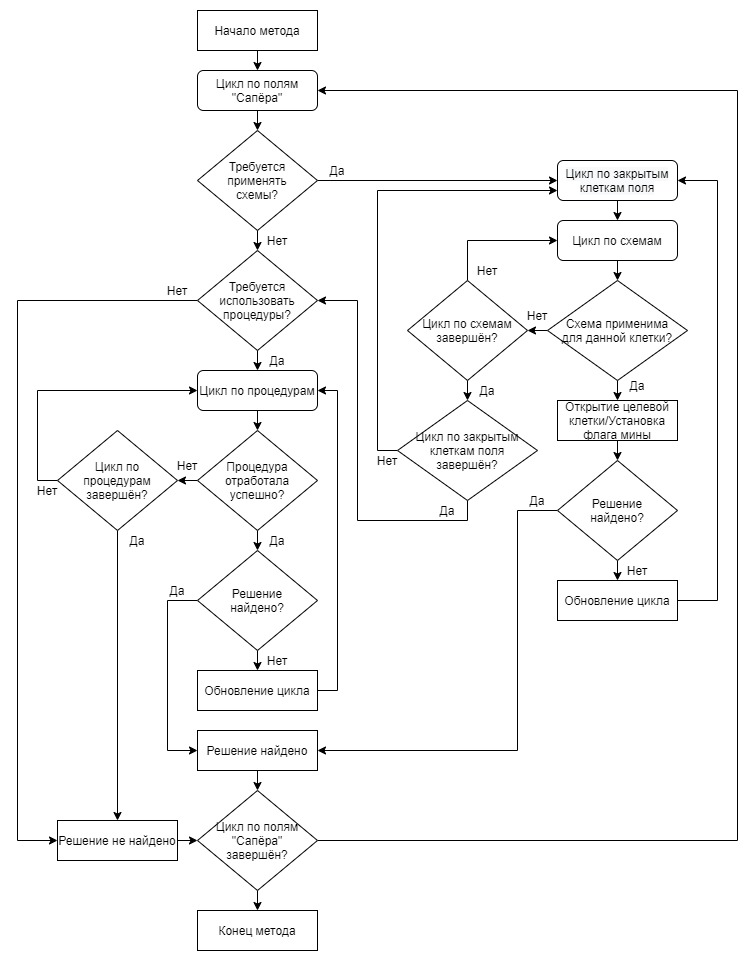 Начало метода
Цикл по полям
"Сапёра"
Требуется
применять
схемы?
Да
Цикл по закрытым
клеткам поля
Нет
Цикл по схемам
Требуется
использовать
процедуры?
Нет
Нет
Цикл по схемам
завершён?
Нет
Схема применима
для данной клетки?
Да
Цикл по процедурам
Да
Да
Открытие целевой
клетки/Установка
флага мины
Цикл по закрытым
клеткам поля
завершён?
Нет
Да
Цикл по
процедурам
завершён?
Нет
Нет
Процедура
отработала
успешно?
Да
Да
Да
Решение
найдено?
Нет
Обновление цикла
Да
Решение
найдено?
Нет
Обновление цикла
Решение найдено
Решение не найдено
Цикл по полям
"Сапёра"
завершён?
Конец метода